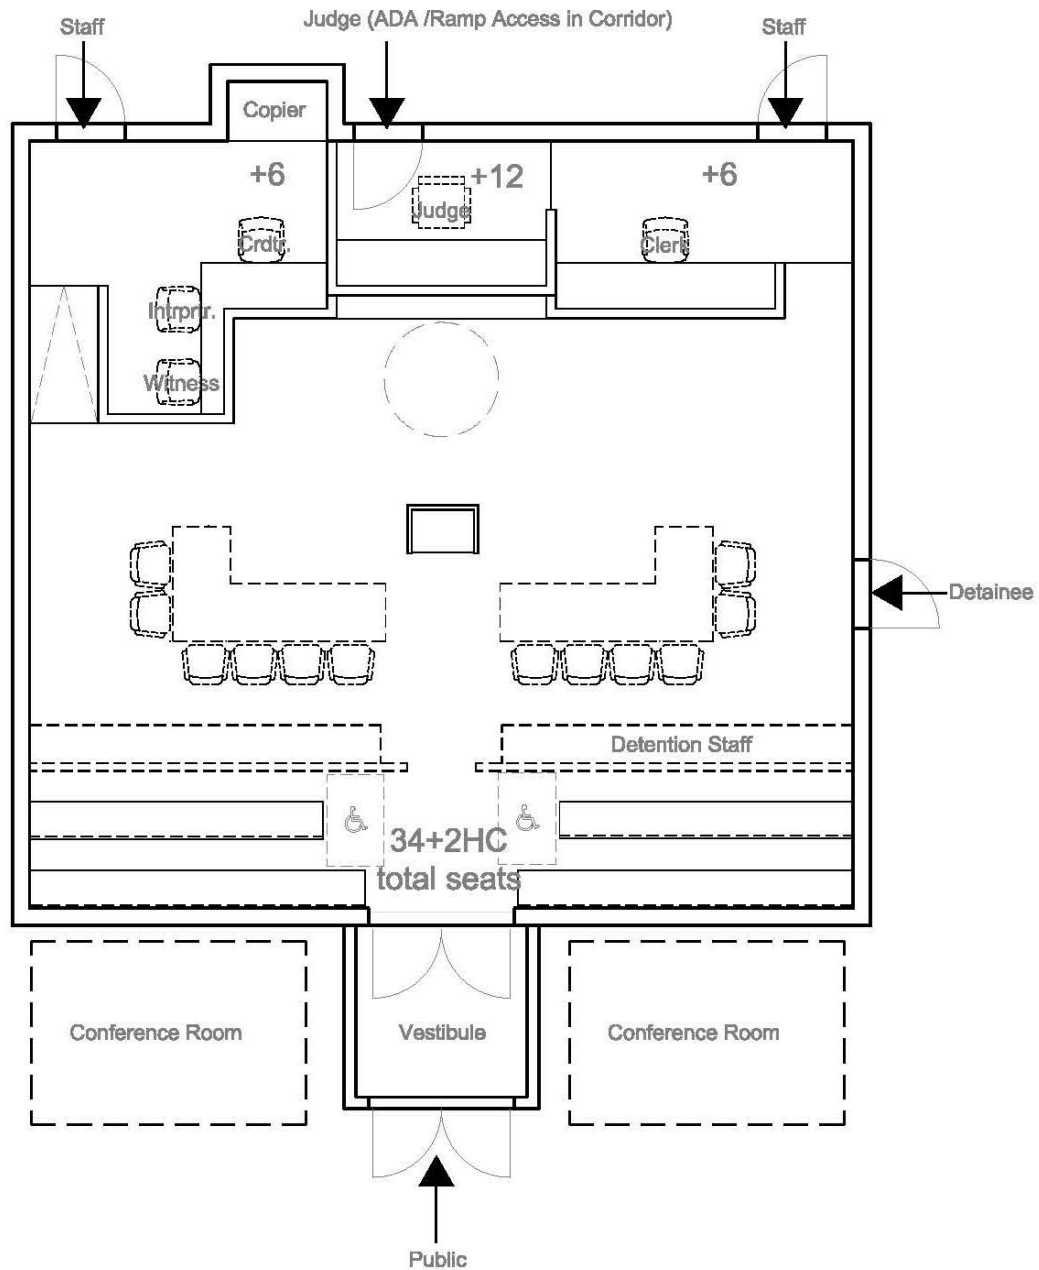 Judge (ADA /Ramp Access in Corridor)
Staff
Staff
Copier
+6
+12
+6
Judge
Crdtr.
Clerk
Intrprtr.
Witness
Detainee
Detention Staff
34+2HC
total seats
Conference Room
Vestibule
Conference Room
Public